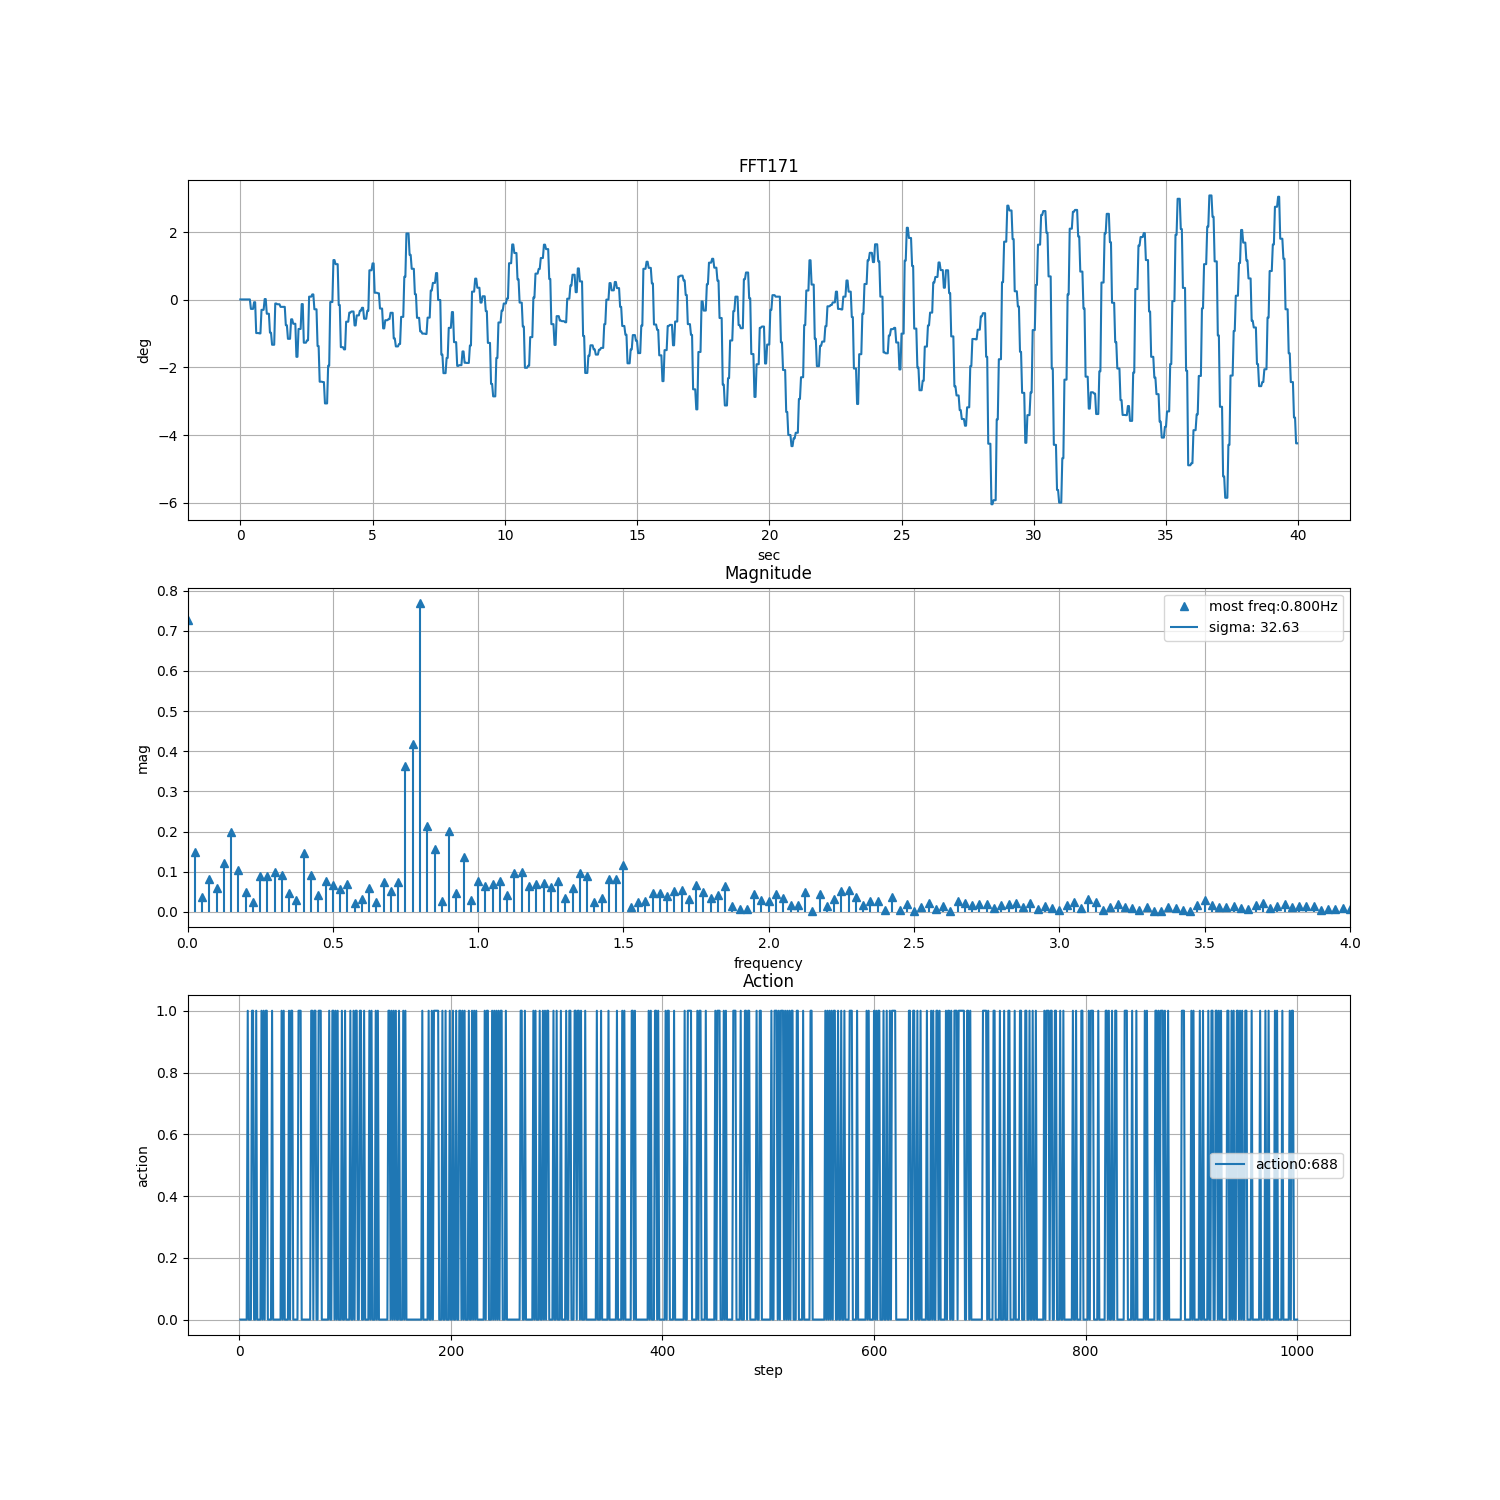 FFT171
2
0
−2
−4
−6
deg
0 5 10 15 20 25 30 35 40
sec
Magnitude
0.8
0.7
0.6
0.5
0.4
0.3
0.2
0.1
0.0
mag
most freq:0.800Hz
sigma: 32.63
0.0 0.5 1.0 1.5 2.0 2.5 3.0 3.5 4.0
frequency
Action
1.0
0.8
0.6
0.4
0.2
0.0
action
action0:688
0 200 400 600 800 1000
step